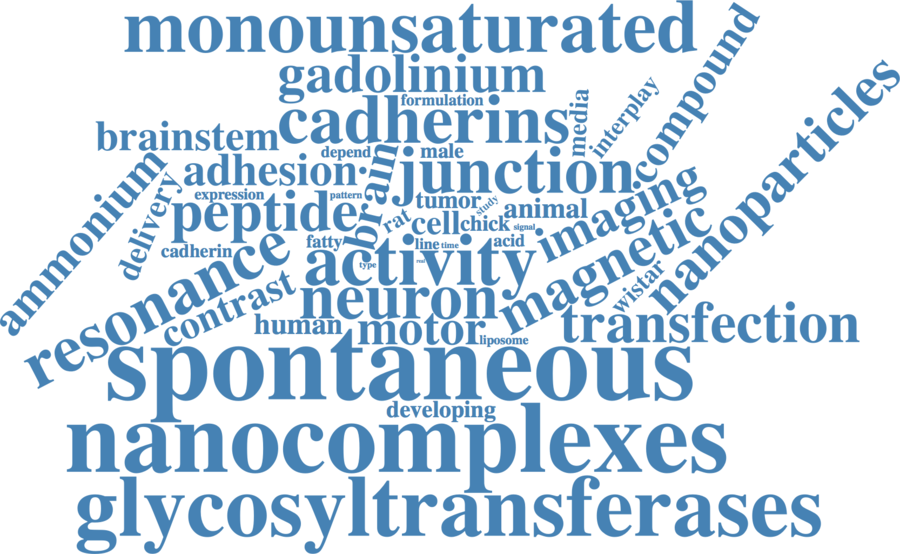 monounsaturated
gadolinium
compound
formulation
cadherins
media
interplay
nanoparticles
brainstem
depend
male
brain
junction
ammonium
adhesion
delivery
expression
pattern
peptide
tumor
study
imaging
rat
cell
chick
signal
animal
cadherin
fatty
line
time
acid
magnetic
resonance
activity
type
real
contrast
neuron
wistar
human
motor
liposome
transfection
spontaneous
developing
nanocomplexes
glycosyltransferases